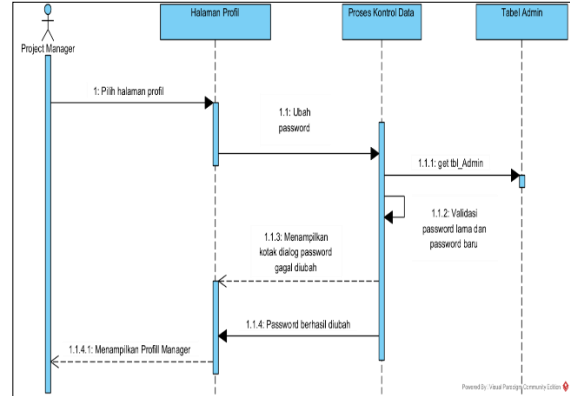 Project Manager
Halaman Profil
Proses Kontrol Data
Tabel Admin
1: Pilih halaman profil
1.1: Ubah
password
1.1.1: get tbl_Admin
1.1.2: Validasi
password lama dan
password baru
1.1.3: Menampilkan
kotak dialog password
gagal diubah
1.1.4: Password berhasil diubah
1.1.4.1: Menampilkan Profill Manager
Powered By: Visual Paradigm Community Edition